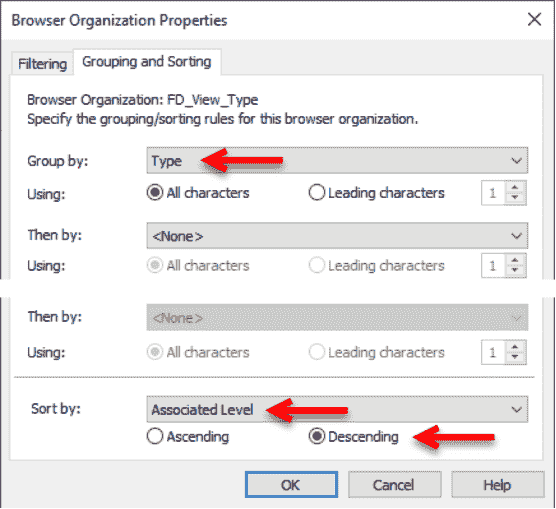 Browser Organization Properties
Filtering Grouping and Sorting
Browser Organization: FD_View_Type
Specify the grouping/sorting rules for this browser organization.
Group by: Type
Using: All characters Leading characters 1
Then by: <None>
Using: All characters Leading characters 1
Then by: <None>
Using: All characters Leading characters 1
Sort by: Associated Level
Ascending Descending
OK Cancel Help